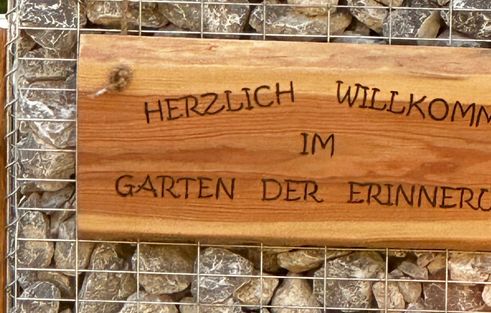 HERZLICH WILLKOMM
IM
GARTEN DER ERINNERU